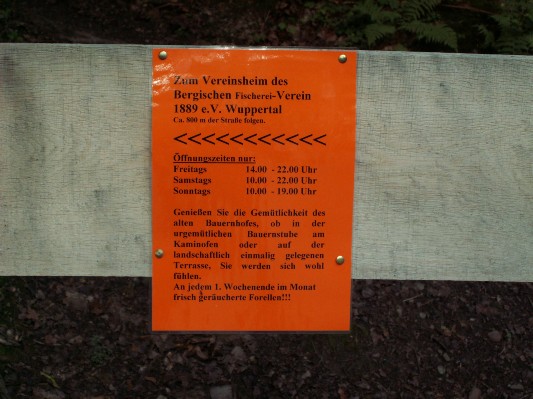 Zum Vereinsheim des
Bergischen Fischerei-Verein
1889 e.V. Wuppertal
Ca. 800 m der Straße folgen.
<<<<<<<<<<<
Öffnungszeiten nur:
Freitags 14.00 - 22.00 Uhr
Samstags 10.00 - 22.00 Uhr
Sonntags 10.00 - 19.00 Uhr
Genießen Sie die Gemütlichkeit des
alten Bauernhofes, ob in der
urgemütlichen Bauernstube am
Kaminofen oder auf der
landschaftlich einmalig gelegenen
Terrasse, Sie werden sich wohl
fühlen.
An jedem 1. Wochenende im Monat
frisch geräucherte Forellen!!!